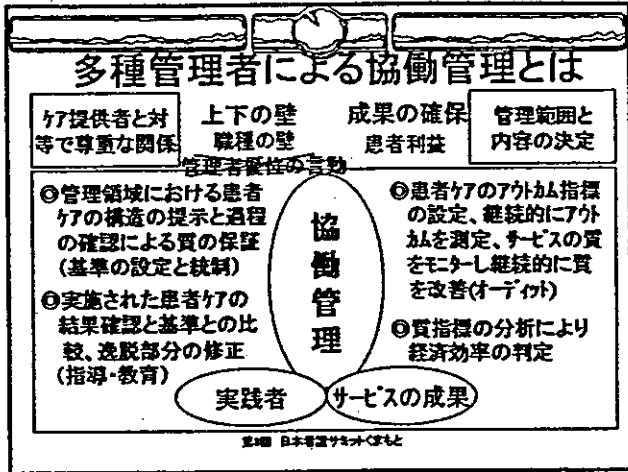 多種管理者による協働管理とは
ケア提供者と対
等で尊重な関係
上下の壁
職種の壁
成果の確保
患者利益
管理範囲と
内容の決定
管理者優位の言動
◎管理領域における患者
ケアの構造の提示と過程
の確認による質の保証
(基準の設定と統制)
◎実施された患者ケアの
結果確認と基準との比
較、逸脱部分の修正
(指導・教育)
協働管理
◎患者ケアのアウトカム指標
の設定、継続的にアウト
カムを測定、サービスの質
をモニターし継続的に質
を改善(オーディット)
◎質指標の分析により
経済効率の判定
実践者
サービスの成果
日本看護サミットくまもと